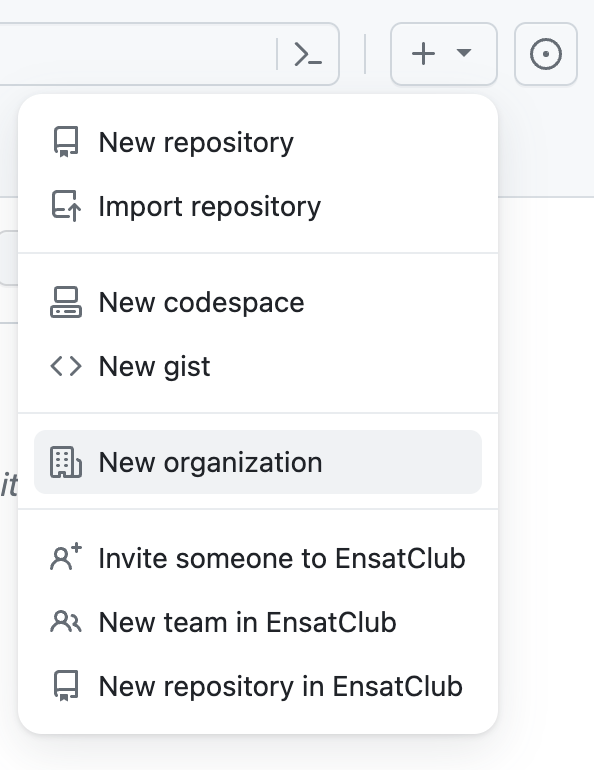 New repository
Import repository
New codespace
New gist
New organization
it
Invite someone to EnsatClub
New team in EnsatClub
New repository in EnsatClub